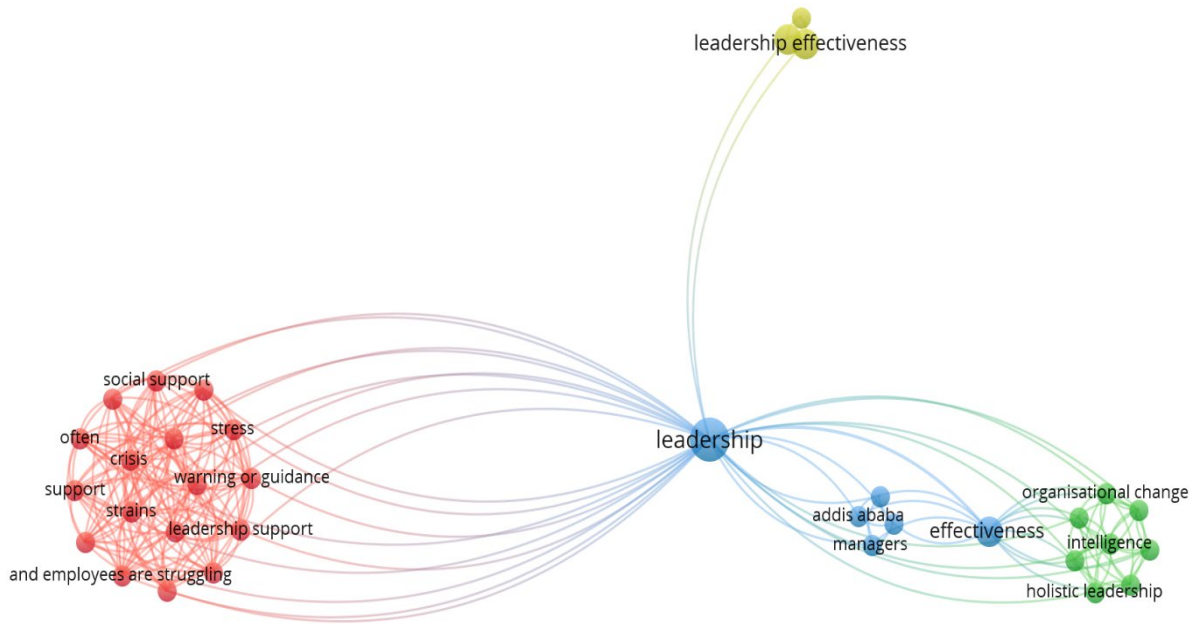 leadership effectiveness
social support
often
stress
crisis
warning or guidance
support
strains
leadership support
and employees are struggling
leadership
addis ababa
managers
effectiveness
organisational change
intelligence
holistic leadership